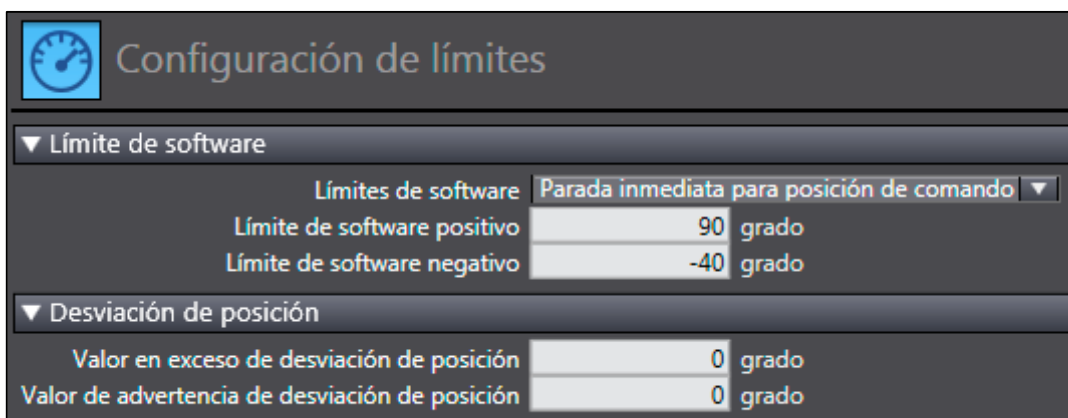 Configuración de límites
Límite de software
Límites de software Parada inmediata para posición de comando
Límite de software positivo 90 grado
Límite de software negativo -40 grado
Desviación de posición
Valor en exceso de desviación de posición 0 grado
Valor de advertencia de desviación de posición 0 grado